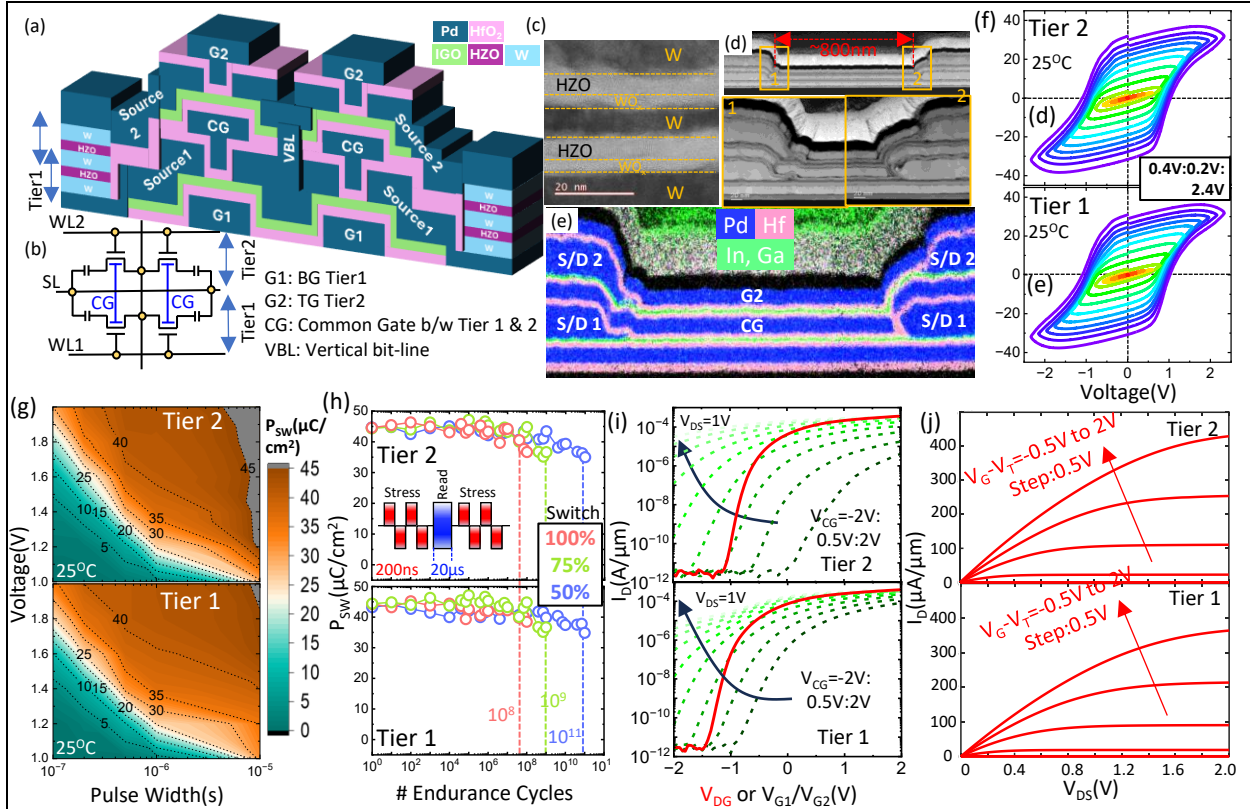 (a)
Pd HfO2
IGO HZO W
G2
G2
Source 2
CG
VBL
CG
Source 2
Source1
Source1
G1
G1
W
HZO
W
HZO
W
W
HZO
W
HZO
W
Tier1
(b)
WL2
SL
CG
CG
WL1
Tier2
Tier1
G1: BG Tier1
G2: TG Tier2
CG: Common Gate b/w Tier 1 & 2
VBL: Vertical bit-line
(c)
W
HZO
WOx
W
HZO
WOx
W
20 nm
(d)
~800nm
1
2
1
2
(e)
Pd Hf
In, Ga
S/D 2
S/D 2
G2
S/D 1
CG
S/D 1
(f)
Tier 2
25OC
(d)
40
20
0
-20
-40
0.4V:0.2V:
2.4V
Tier 1
25OC
(e)
40
20
0
-20
-40
-2 -1 0 1 2
Voltage(V)
(g)
Tier 2
PSW(μC/
cm2)
45
40
35
30
25
20
15
10
5
0
40
45
25
35
30
20
10 15
5
25OC
1.8
1.6
1.4
1.2
1.0
Tier 1
40
25
35
20
30
10 15
5
25OC
1.8
1.6
1.4
1.2
1.0
Voltage(V)
10-7 10-6 10-5
Pulse Width(s)
(h)
50
40
30
20
10
0
Tier 2
Stress Read Stress
200ns 20μs
Switch
100%
75%
50%
PSW(μC/cm2)
50
40
30
20
10
0
108
109
1011
Tier 1
100 102 104 106 108 1010 101
# Endurance Cycles
(i)
VDS=1V
10-4
10-6
10-8
10-10
10-12
VCG=-2V:
0.5V:2V
Tier 2
ID(A/μm)
VDS=1V
10-4
10-6
10-8
10-10
10-12
VCG=-2V:
0.5V:2V
Tier 1
-2 -1 0 1 2
VDG or VG1/VG2(V)
(j)
Tier 2
VG-VT=-0.5V to 2V
Step:0.5V
400
300
200
100
0
ID(μA/μm)
Tier 1
VG-VT=-0.5V to 2V
Step:0.5V
400
300
200
100
0
0.0 0.4 0.8 1.2 1.6 2.0
VDS(V)